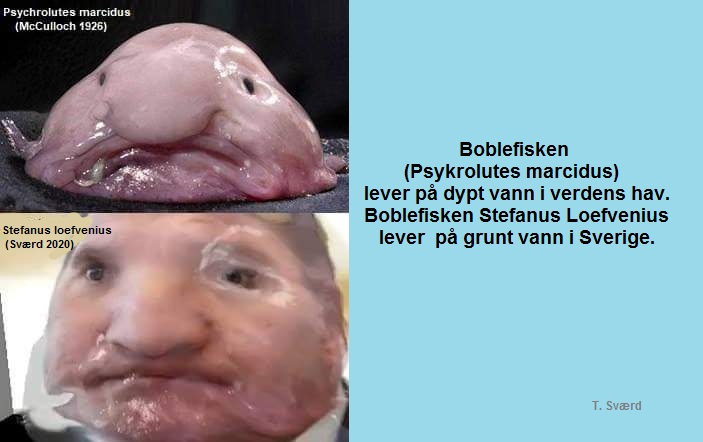 Psychrolutes marcidus
(McCulloch 1926)
Stefanus loefvenius
(Sværd 2020)
Boblefisken
(Psykrolutes marcidus)
lever på dypt vann i verdens hav.
Boblefisken Stefanus Loefvenius
lever på grunt vann i Sverige.
T. Sværd